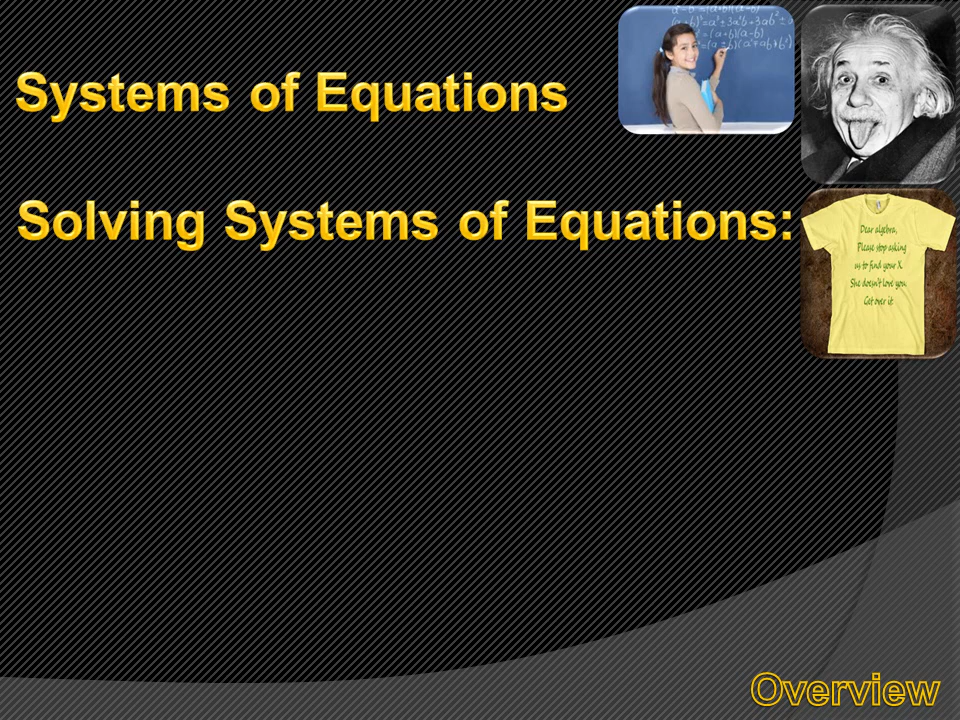 Systems of Equations
Solving Systems of Equations:
Dear algebra,
Please stop asking
us to find your X.
She doesn't love you.
Get over it
Overview